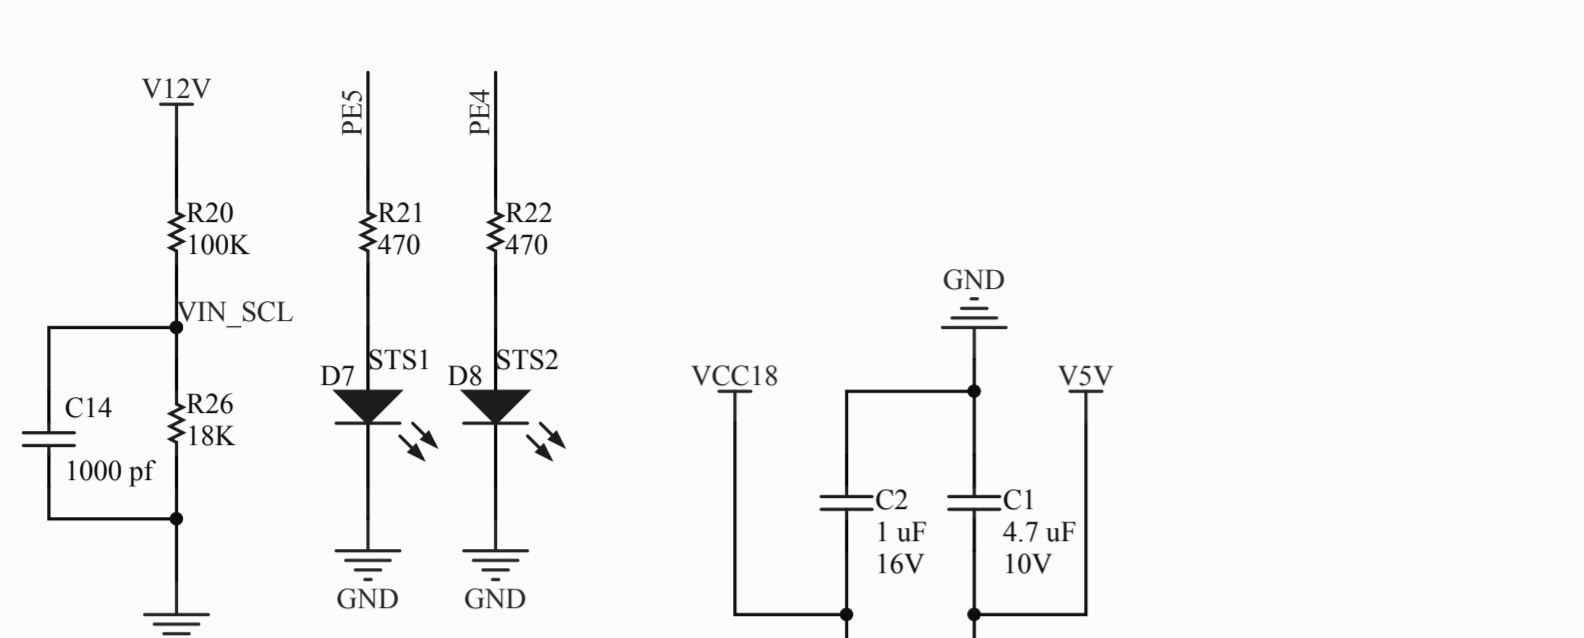 V12V
PE5
PE4
R20
100K
R21
470
R22
470
GND
VIN_SCL
STS1
STS2
D7
D8
VCC18
V5V
C14
R26
18K
1000 pf
C2
1 uF
16V
C1
4.7 uF
10V
GND
GND